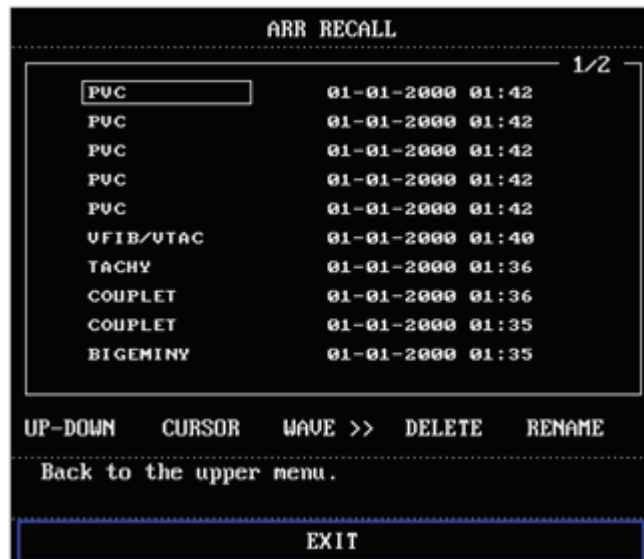 ARR RECALL
1/2
PVC 01-01-2000 01:42
PVC 01-01-2000 01:42
PVC 01-01-2000 01:42
PVC 01-01-2000 01:42
PVC 01-01-2000 01:42
VFIB/VTAC 01-01-2000 01:40
TACHY 01-01-2000 01:36
COUPLET 01-01-2000 01:36
COUPLET 01-01-2000 01:35
BIGEMINY 01-01-2000 01:35
UP-DOWN CURSOR WAVE >> DELETE RENAME
Back to the upper menu.
EXIT